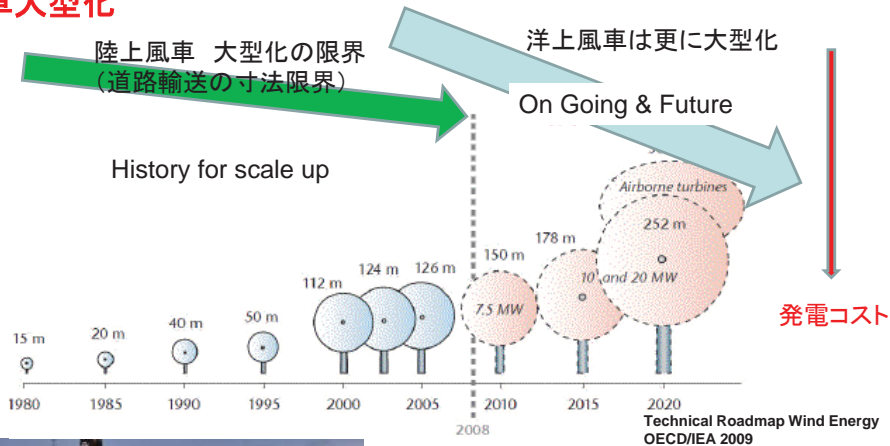 車大型化
陸上風車 大型化の限界
（道路輸送の寸法限界）
洋上風車は更に大型化
On Going & Future
History for scale up
Airborne turbines
252 m
178 m
150 m
10 and 20 MW
7.5 MW
112 m
124 m
126 m
50 m
40 m
20 m
15 m
発電コスト
1980
1985
1990
1995
2000
2005
2010
2015
2020
2008
Technical Roadmap Wind Energy
OECD/IEA 2009